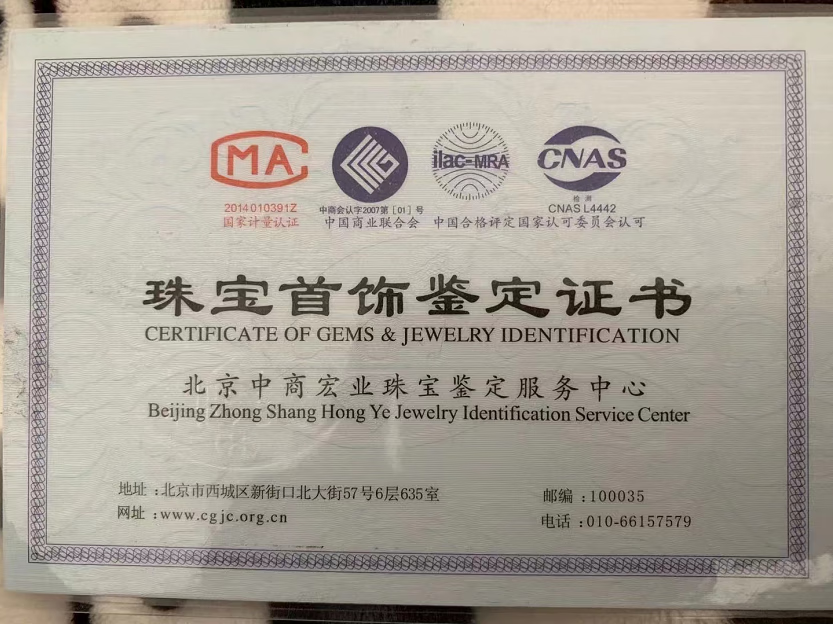 MA
ilac-MRA
CNAS
检 测
2014010391Z
中商会认字2007第［01］号
CNAS L4442
国家计量认证
中国商业联合会
中国合格评定国家认可委员会认可
珠宝首饰鉴定证书
CERTIFICATE OF GEMS & JEWELRY IDENTIFICATION
北京中商宏业珠宝鉴定服务中心
Beijing Zhong Shang Hong Ye Jewelry Identification Service Center
地址 :北京市西城区新街口北大街57号6层635室
邮编 :100035
网址 :www.cgjc.org.cn
电话 :010-66157579